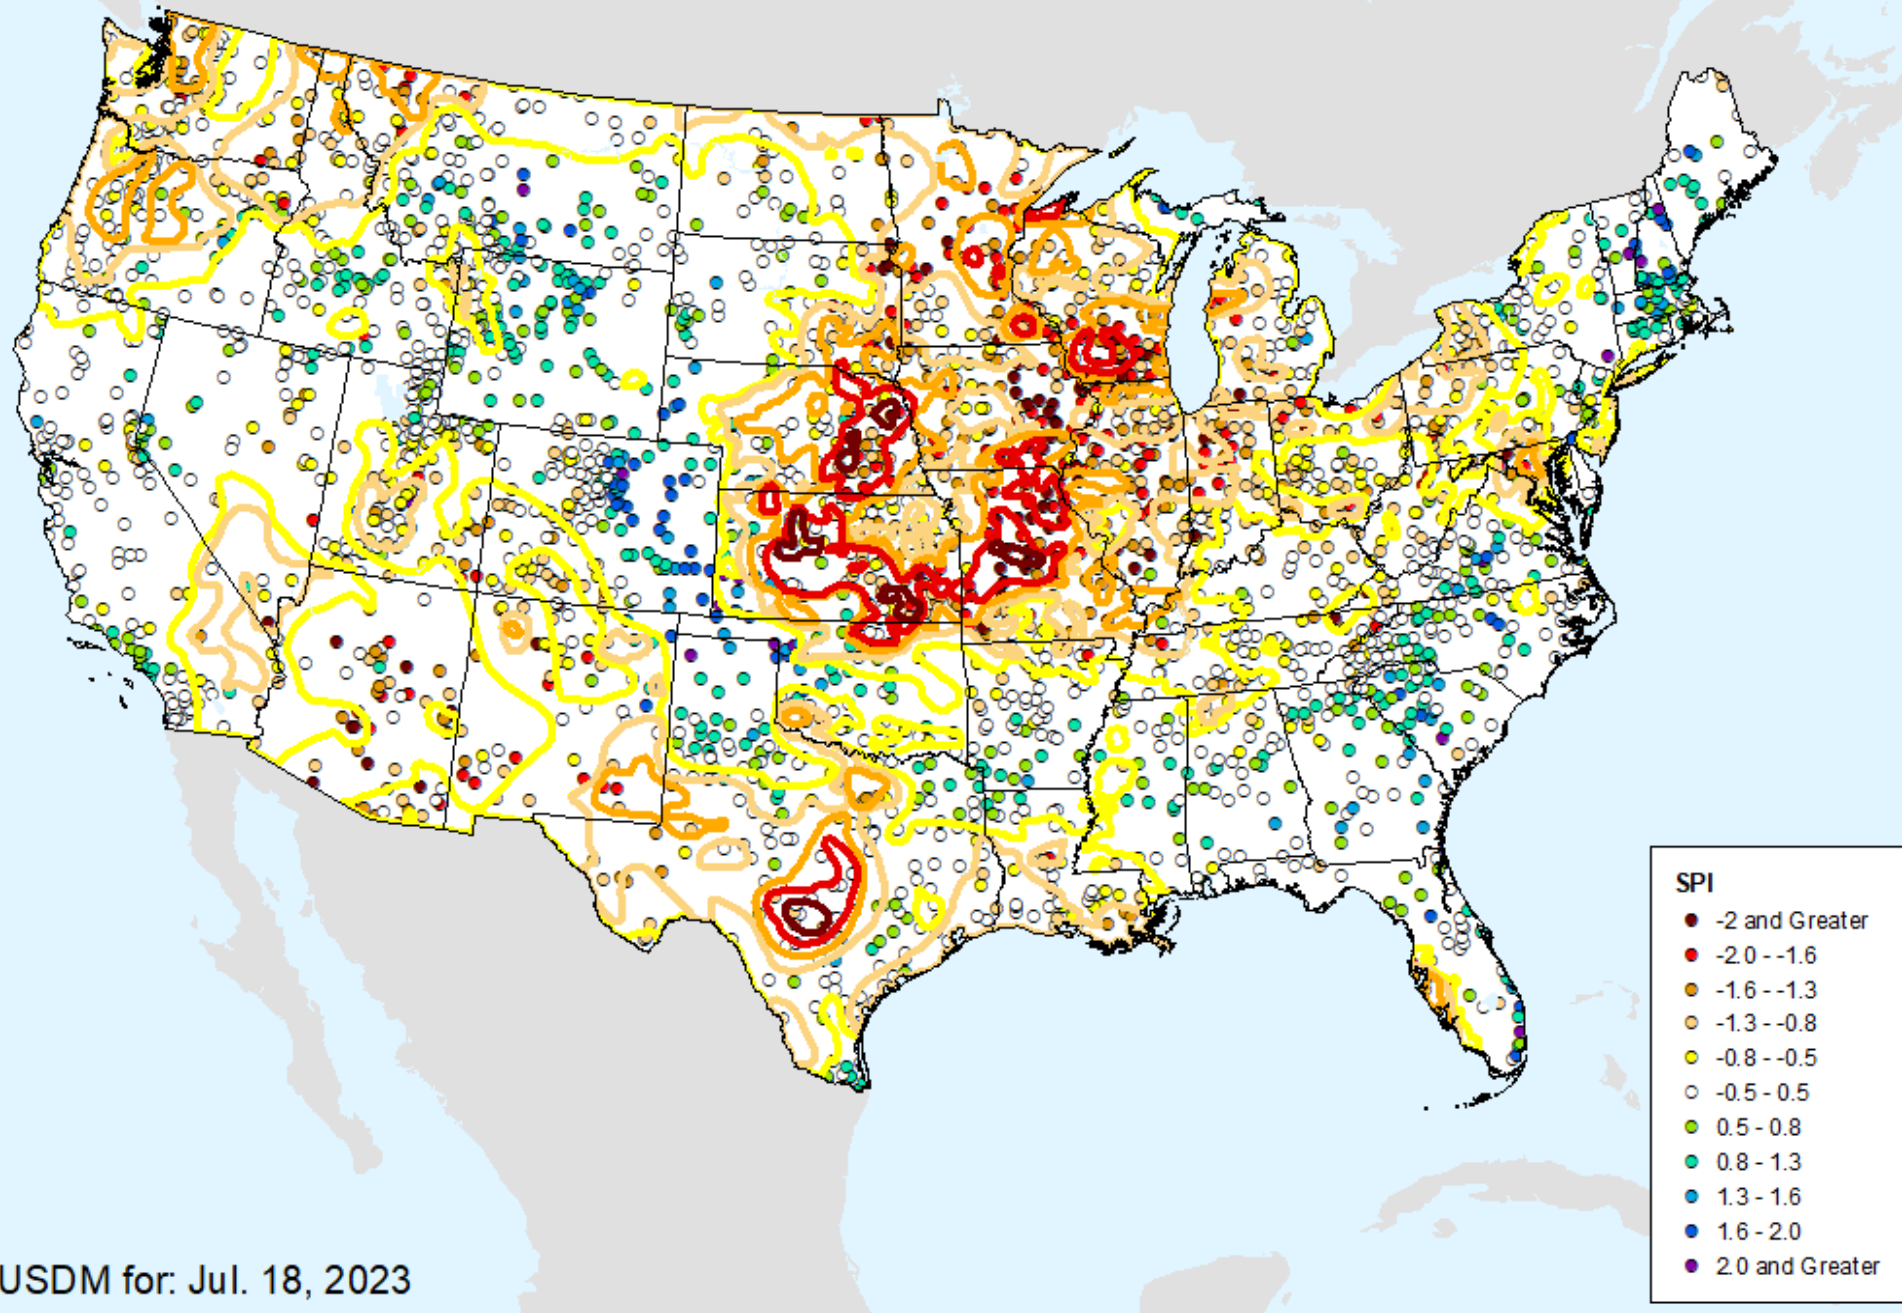 SPI
-2 and Greater
-2.0 - -1.6
-1.6 - -1.3
-1.3 - -0.8
-0.8 - -0.5
-0.5 - 0.5
0.5 - 0.8
0.8 - 1.3
1.3 - 1.6
1.6 - 2.0
2.0 and Greater
USDM for: Jul. 18, 2023